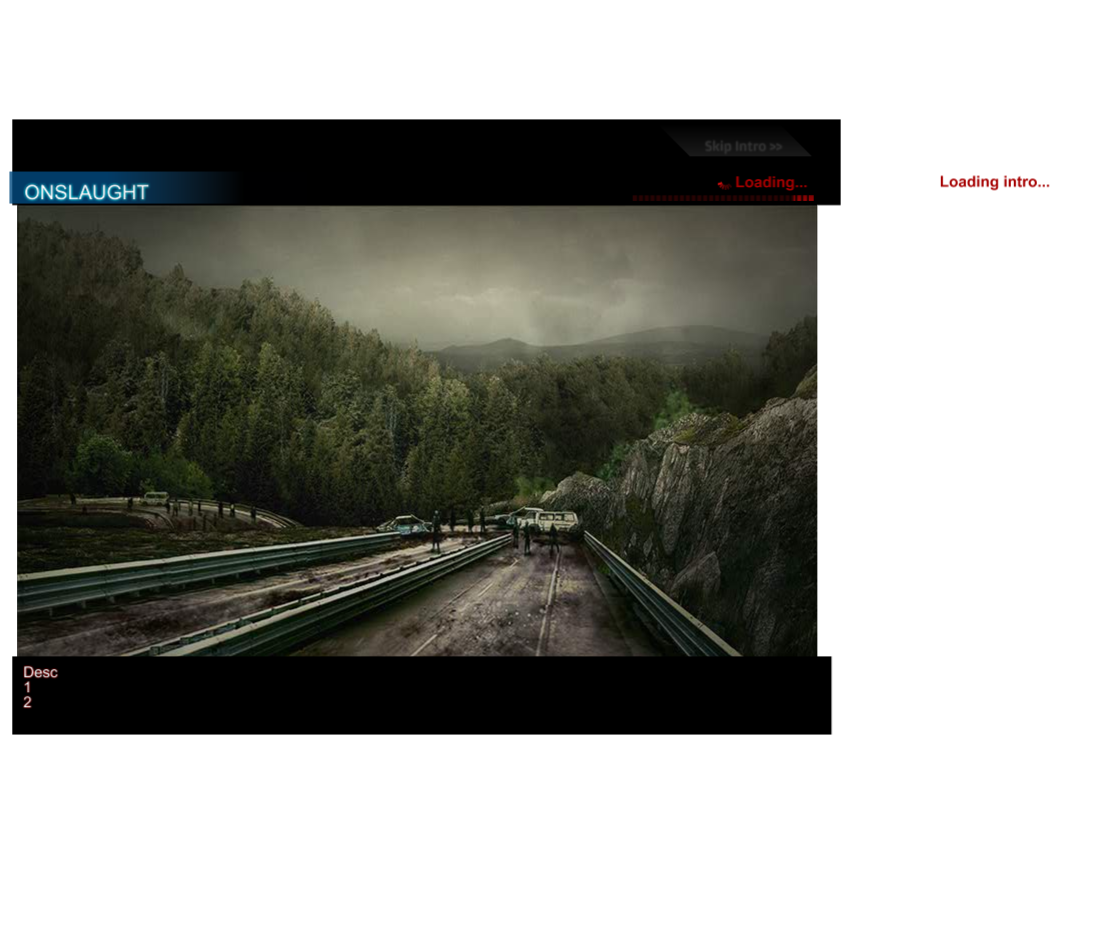 Skip Intro >>
ONSLAUGHT
Loading...
Loading intro...
Desc
1
2